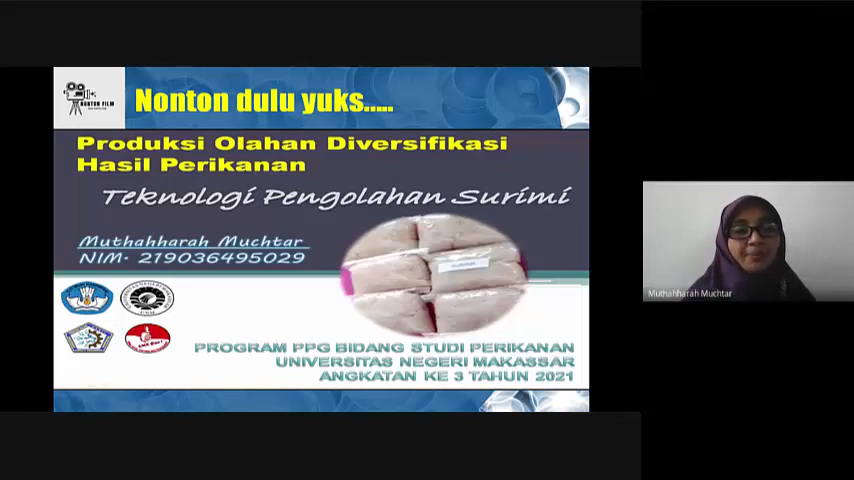 NONTON FILM
Nonton dulu yuks.....
Produksi Olahan Diversifikasi
Hasil Perikanan
Teknologi Pengolahan Surimi
Muthahharah Muchtar
NIM. 219036495029
PROGRAM PPG BIDANG STUDI PERIKANAN
UNIVERSITAS NEGERI MAKASSAR
ANGKATAN KE 3 TAHUN 2021
Muthahharah Muchtar